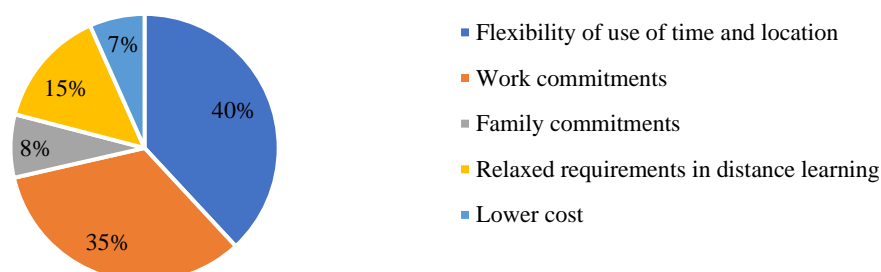 7%
15%
40%
8%
35%
Flexibility of use of time and location
Work commitments
Family commitments
Relaxed requirements in distance learning
Lower cost